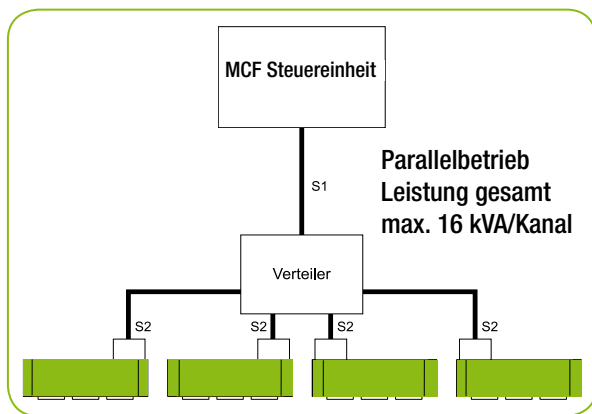 MCF Steuereinheit
S1
Parallelbetrieb
Leistung gesamt
max. 16 kVA/Kanal
Verteiler
S2
S2
S2
S2